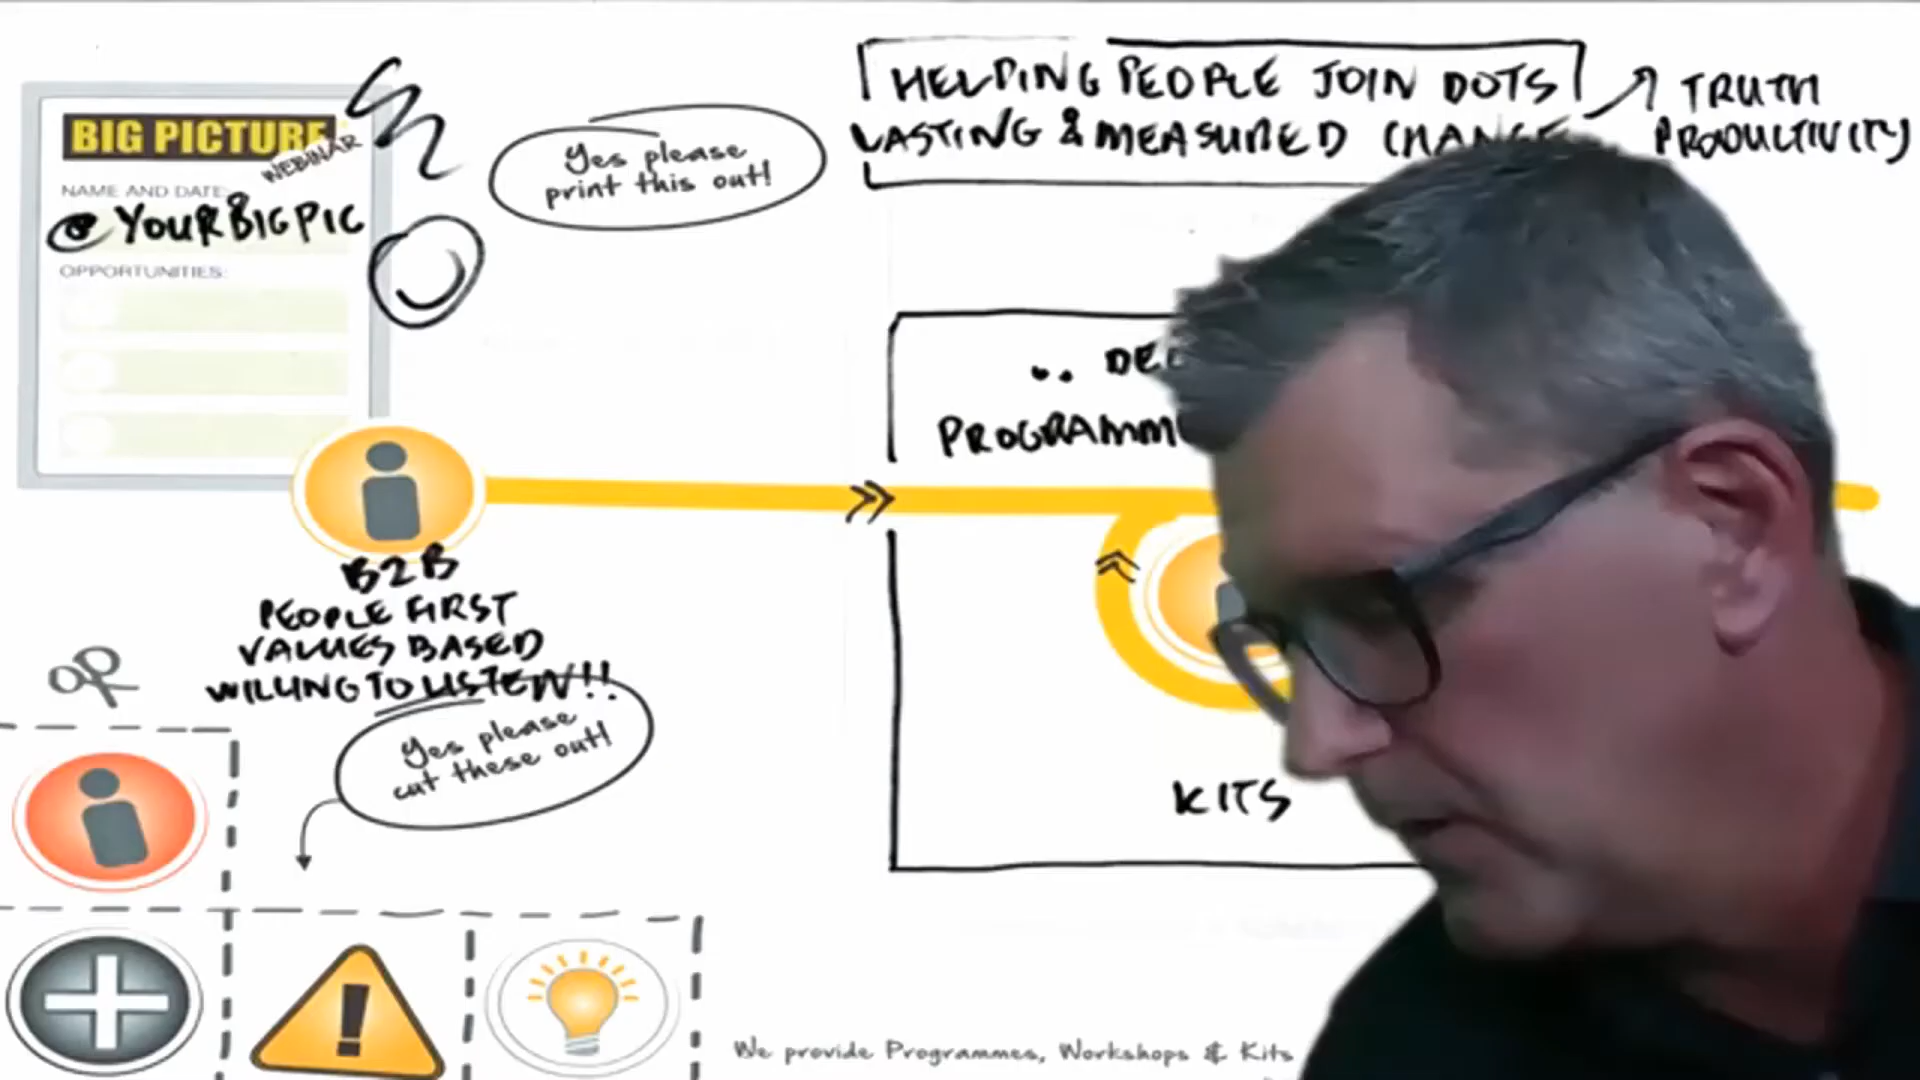 HELPING PEOPLE JOIN DOTS
LASTING & MEASURED CHANGE
TRUTH
PRODUCTIVITY
BIG PICTURE
WEBINAR
NAME AND DATE:
@YOURBIGPIC
OPPORTUNITIES:
Yes please
print this out!
..
PROGRAMM
B2B
PEOPLE FIRST
VALUES BASED
WILLING TO LISTEN!!
OR
Yes please
cut these out!
KITS
We provide Programmes, Workshops & Kits